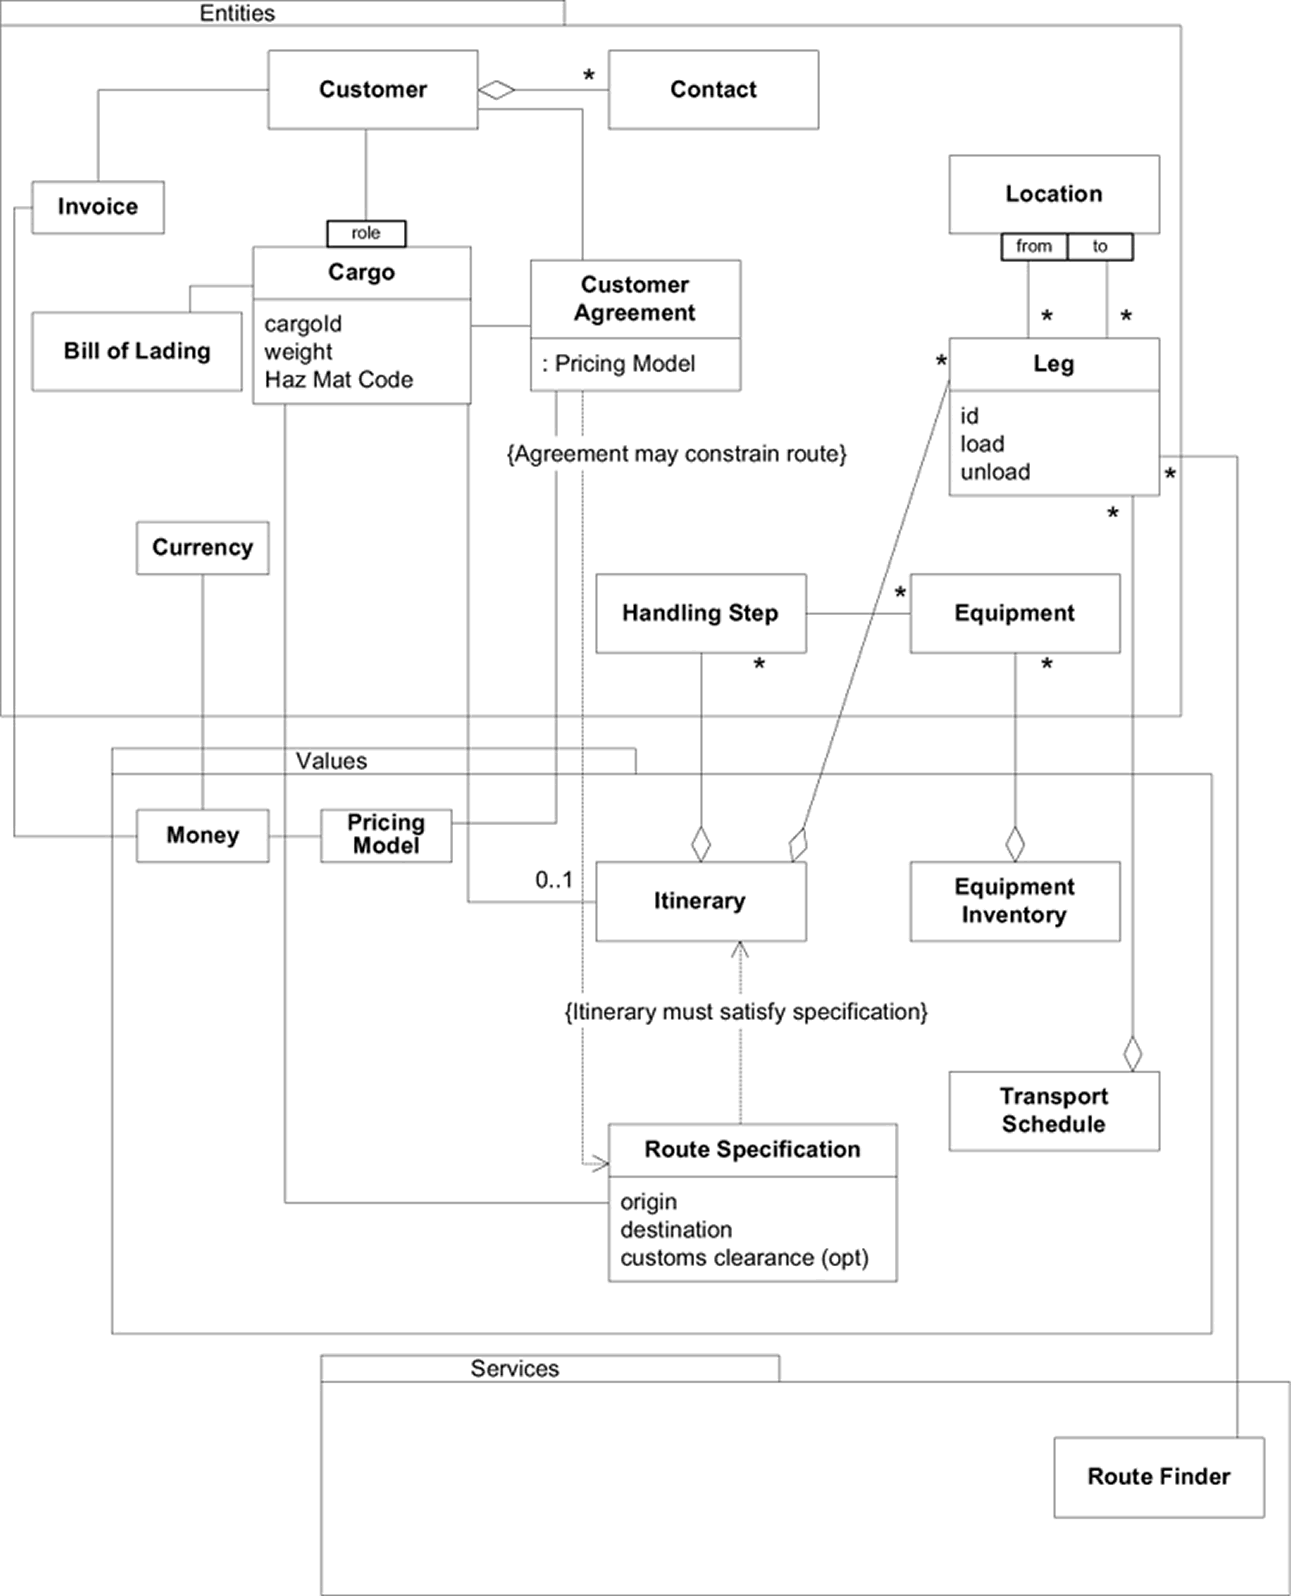 Entities
Customer
*
Contact
Invoice
role
Location
from
to
Cargo
cargoId
weight
Haz Mat Code
Customer
Agreement
: Pricing Model
*
*
Bill of Lading
*
Leg
id
load
unload
{Agreement may constrain route}
*
*
Currency
Handling Step
*
Equipment
*
*
Values
Money
Pricing
Model
0..1
Itinerary
Equipment
Inventory
{Itinerary must satisfy specification}
Transport
Schedule
Route Specification
origin
destination
customs clearance (opt)
Services
Route Finder